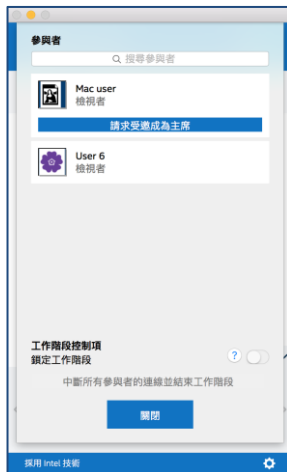 參與者
搜尋參與者
Mac user
檢視者
請求受邀成為主席
User 6
檢視者
工作階段控制項
鎖定工作階段
?
中斷所有參與者的連線並結束工作階段
關閉
採用 Intel 技術